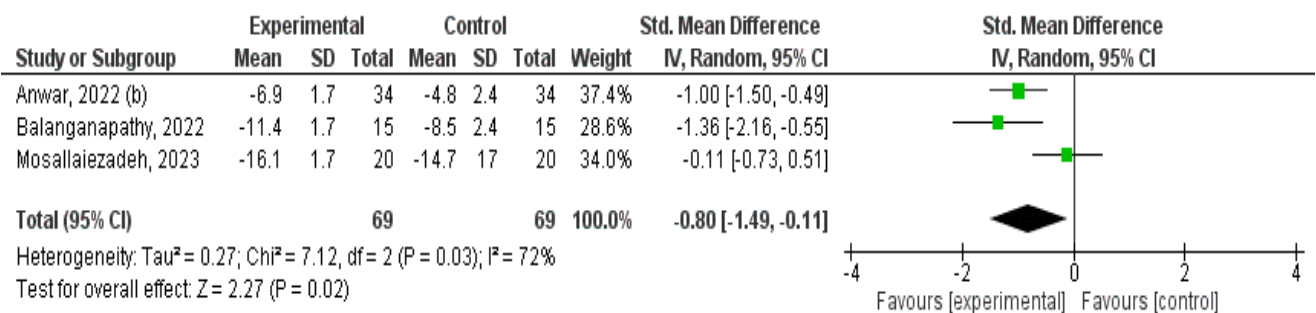 Experimental Control Std. Mean Difference Std. Mean Difference
Study or Subgroup Mean SD Total Mean SD Total Weight IV, Random, 95% CI IV, Random, 95% CI
Anwar, 2022 (b) -6.9 1.7 34 -4.8 2.4 34 37.4% -1.00 [-1.50, -0.49]
Balanganapathy, 2022 -11.4 1.7 15 -8.5 2.4 15 28.6% -1.36 [-2.16, -0.55]
Mosallaiezadeh, 2023 -16.1 1.7 20 -14.7 17 20 34.0% -0.11 [-0.73, 0.51]
Total (95% CI) 69 69 100.0% -0.80 [-1.49, -0.11]
Heterogeneity: Tau² = 0.27; Chi² = 7.12, df = 2 (P = 0.03); I² = 72%
Test for overall effect: Z = 2.27 (P = 0.02)
-4 -2 0 2 4
Favours [experimental] Favours [control]